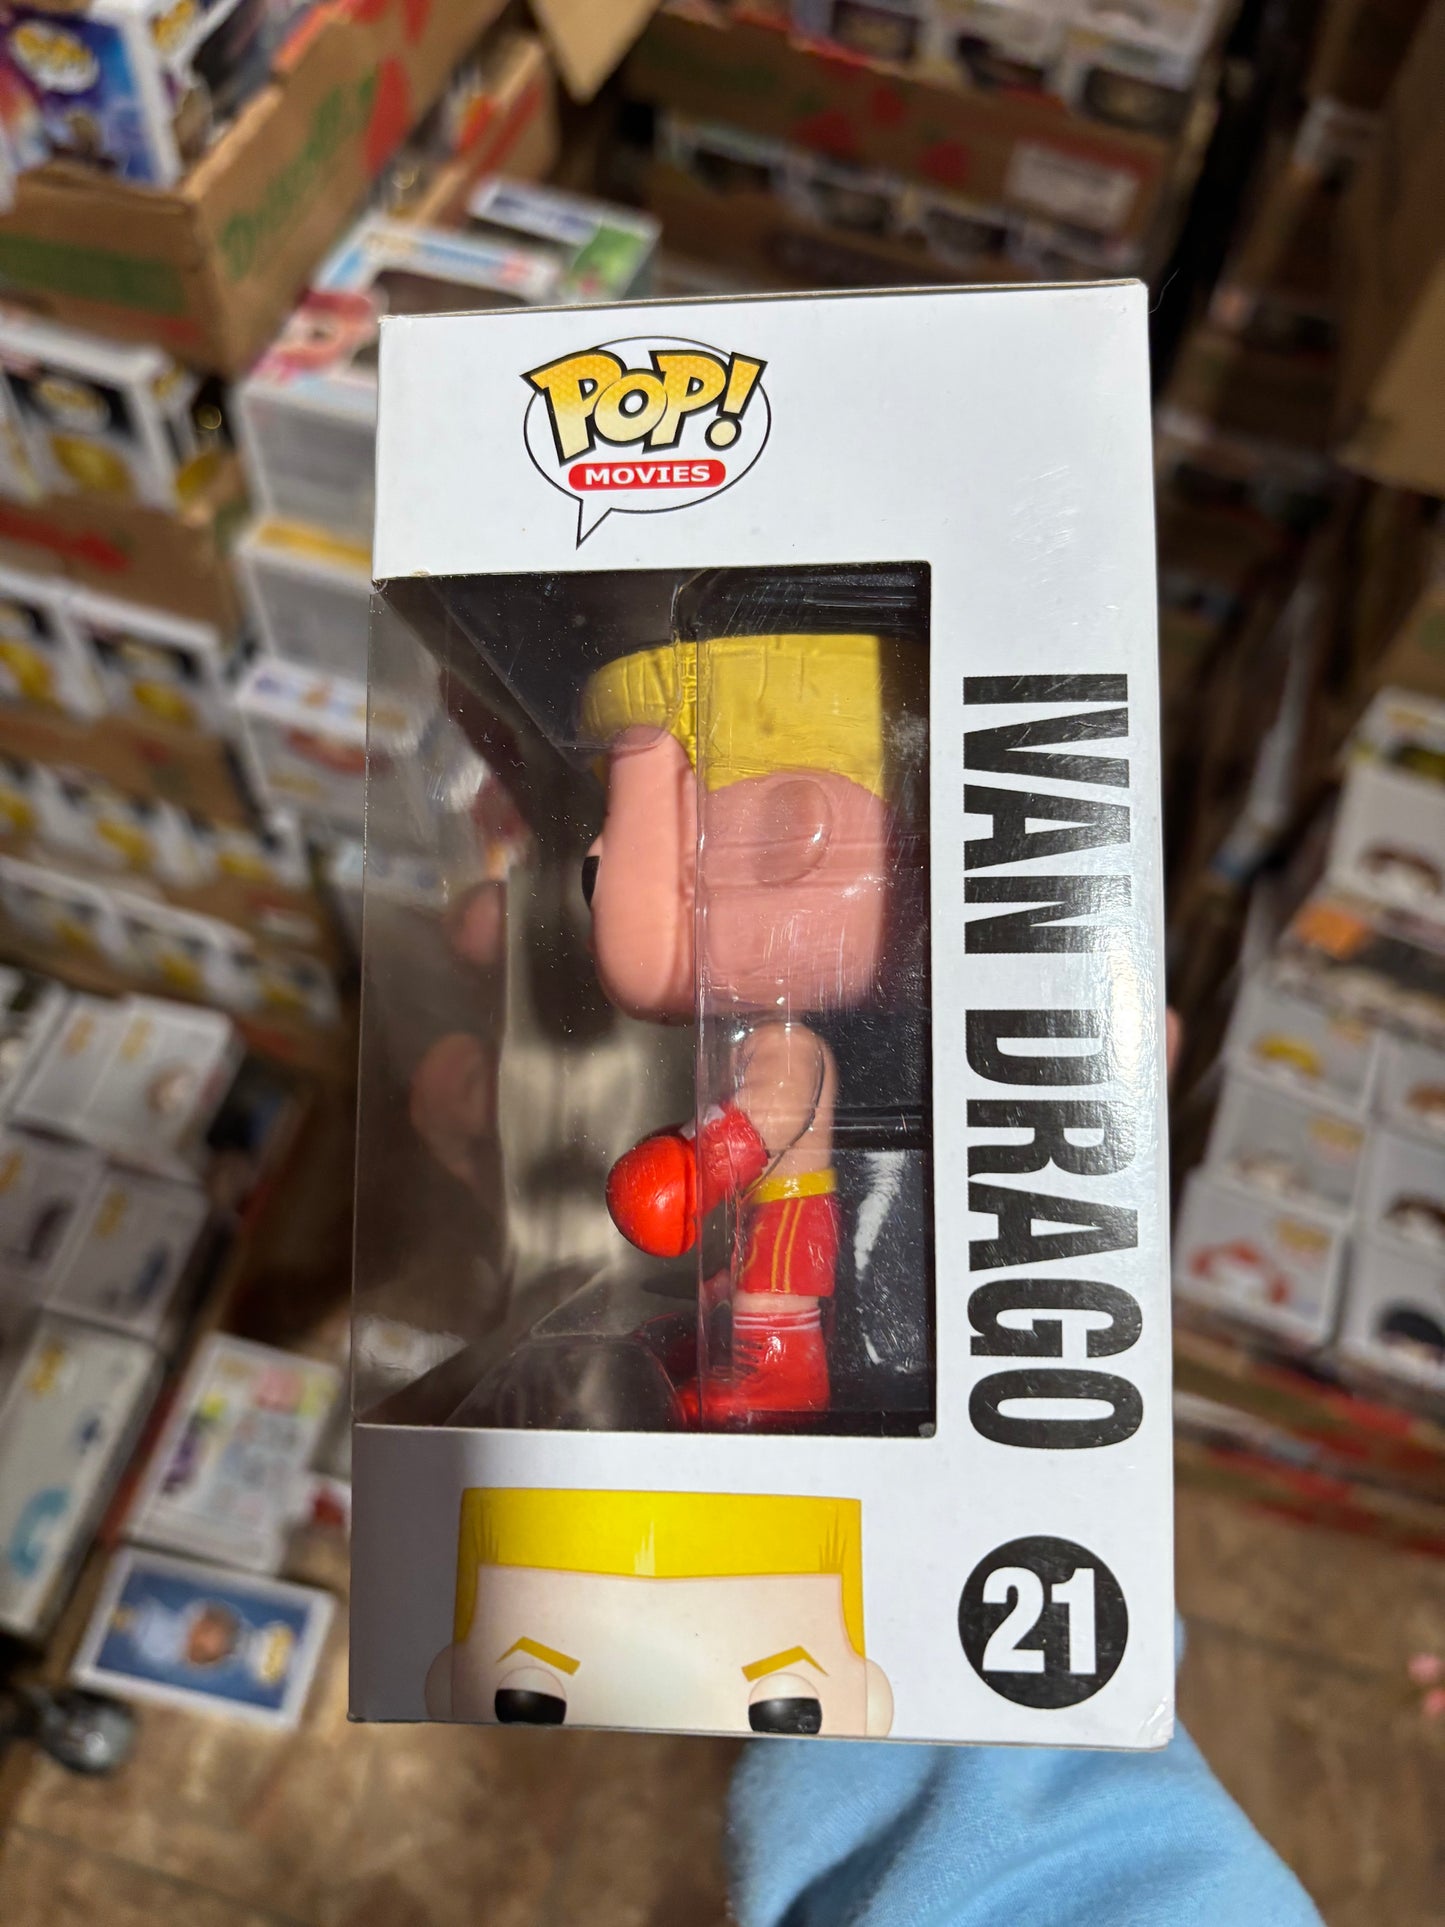 POP!
MOVIES
IVAN DRAGO
21